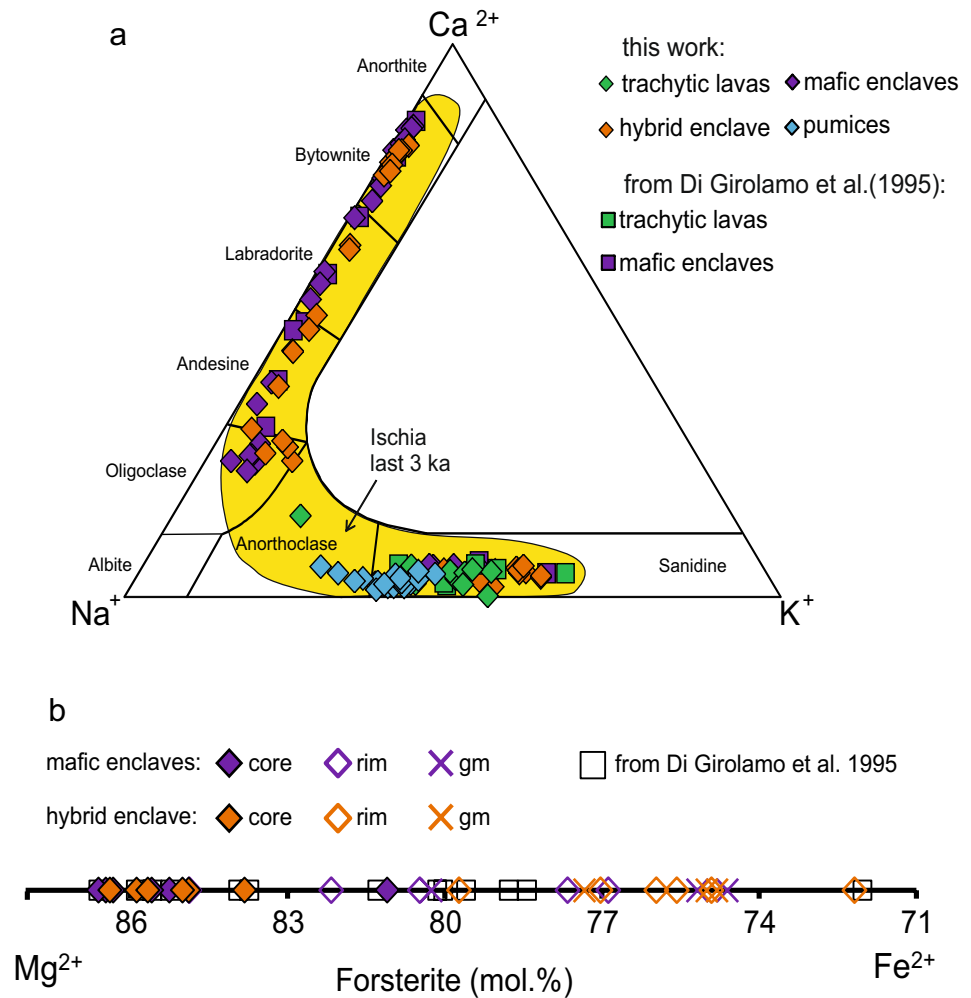 a
Ca 2+
this work:
trachytic lavas
mafic enclaves
hybrid enclave
pumices
from Di Girolamo et al.(1995):
trachytic lavas
mafic enclaves
Anorthite
Bytownite
Labradorite
Andesine
Oligoclase
Albite
Ischia
last 3 ka
Anorthoclase
Sanidine
Na+
K+
b
mafic enclaves: core rim gm from Di Girolamo et al. 1995
hybrid enclave: core rim gm
86 83 80 77 74 71
Mg2+ Forsterite (mol.%) Fe2+